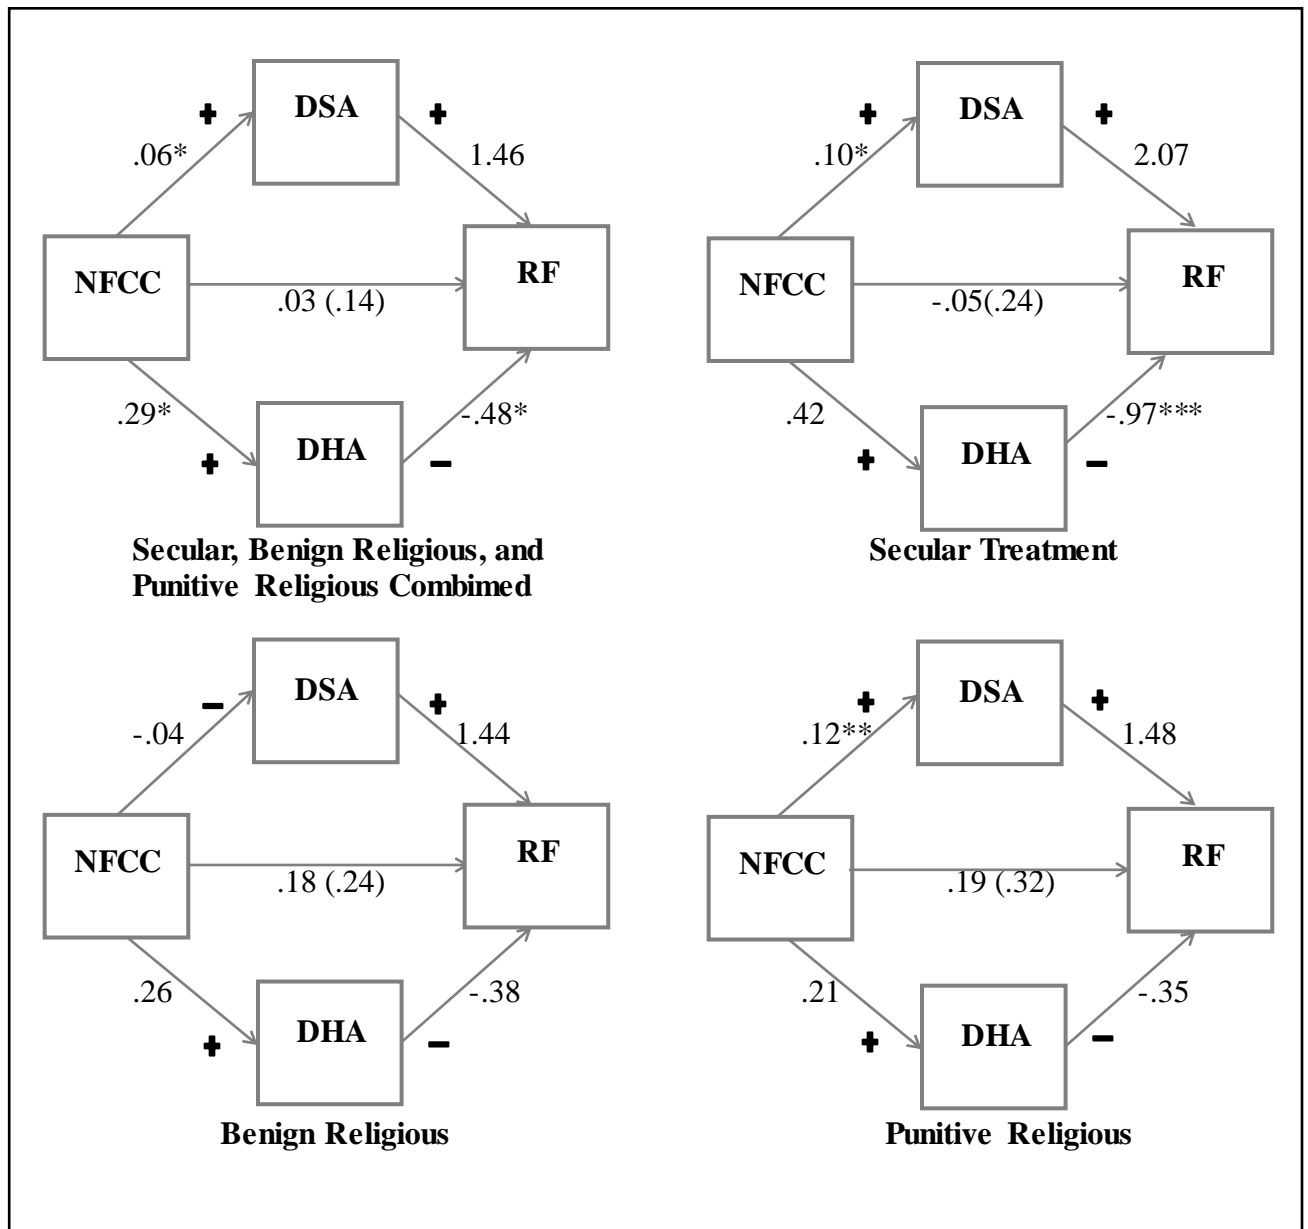 DSA
+ +
.06* 1.46
NFCC
RF
.03 (.14)
.29* -.48*
DHA
+ −
Secular, Benign Religious, and
Punitive Religious Combimed
DSA
+ +
.10* 2.07
NFCC
RF
-.05(.24)
.42 -.97***
DHA
+ −
Secular Treatment
DSA
− +
-.04 1.44
NFCC
RF
.18 (.24)
.26 -.38
DHA
+ −
Benign Religious
DSA
+ +
.12** 1.48
NFCC
RF
.19 (.32)
.21 -.35
DHA
+ −
Punitive Religious